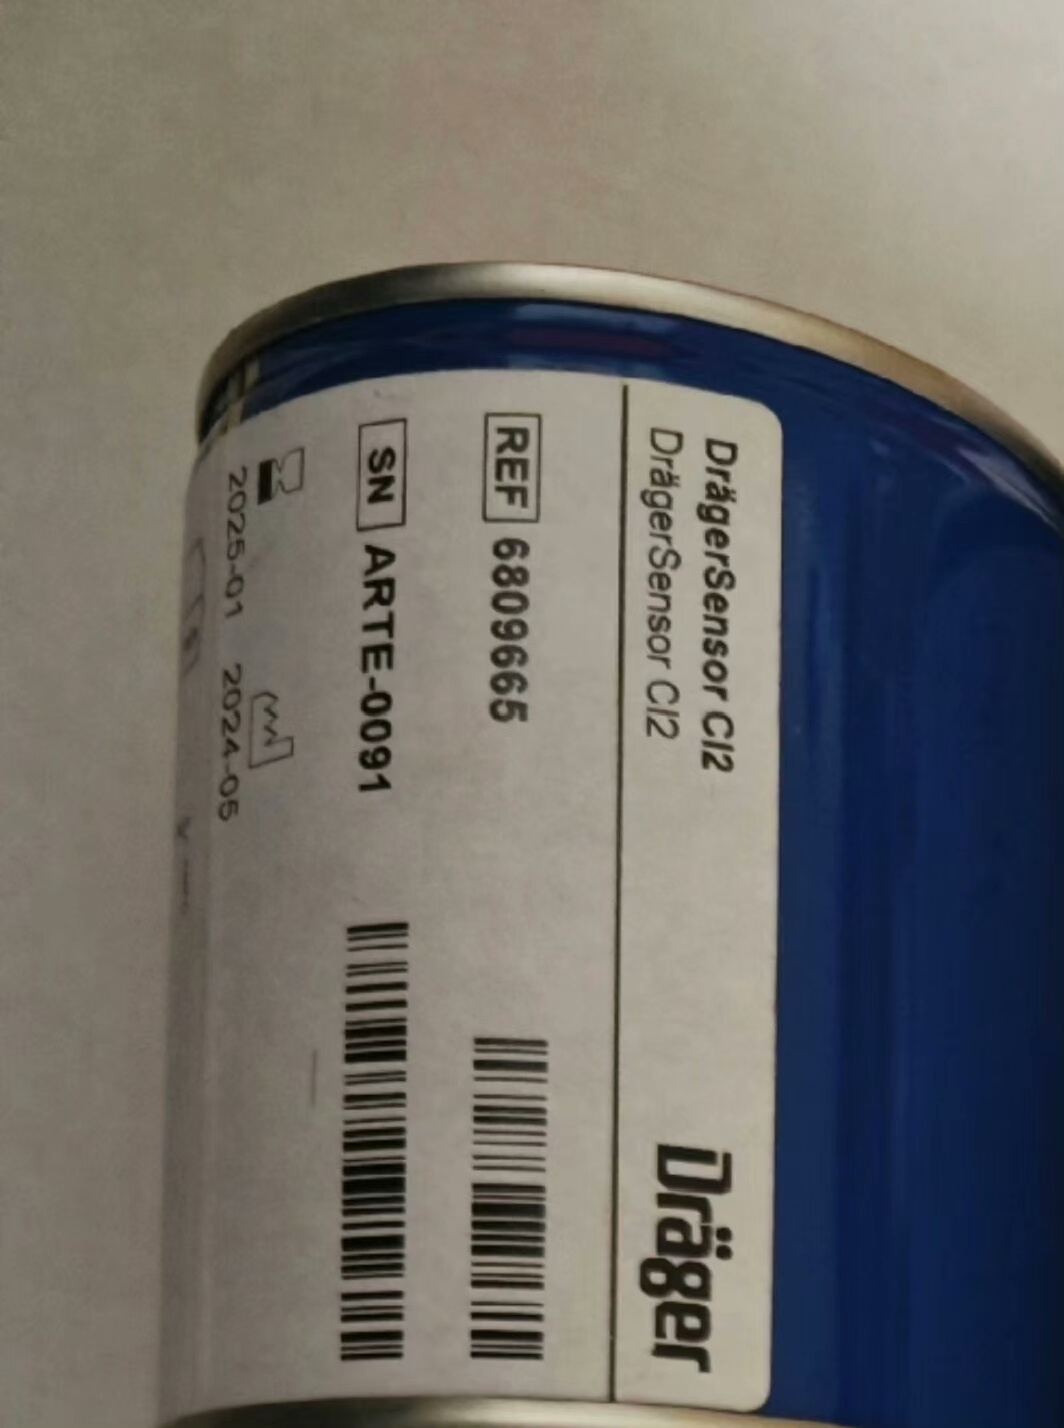 DrägerSensor Cl2
DrägerSensor Cl2
Dräger
REF 6809665
SN ARTE-0091
2025-01 2024-05